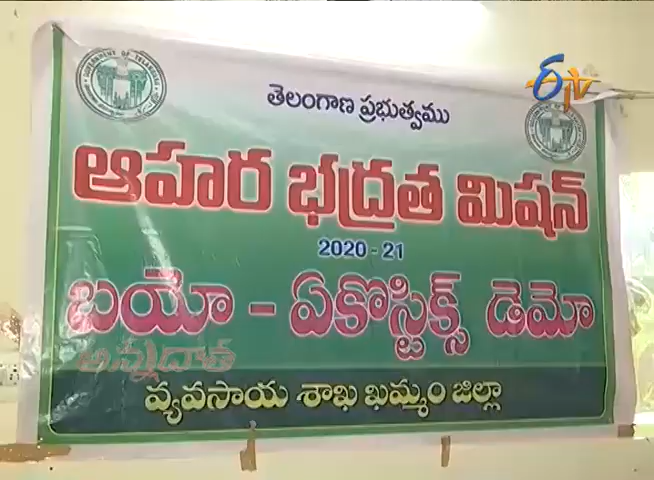 ETV
తెలంగాణ ప్రభుత్వము
ఆహార భద్రత మిషన్
2020 - 21
బయో - ఏకొస్టిక్స్ డెమో
అన్నదాత
వ్యవసాయ శాఖ ఖమ్మం జిల్లా